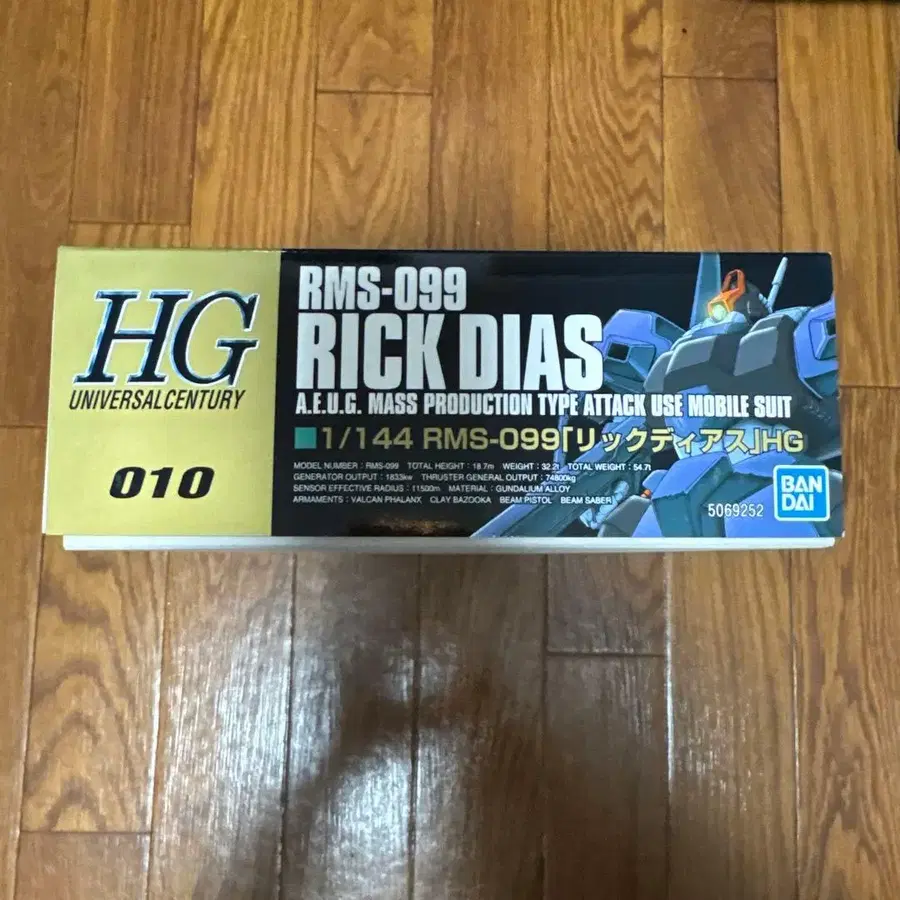 HG
UNIVERSALCENTURY
010
RMS-099
RICK DIAS
A.E.U.G. MASS PRODUCTION TYPE ATTACK USE MOBILE SUIT
1/144 RMS-099「リックディアス」HG
MODEL NUMBER : RMS-099 TOTAL HEIGHT : 18.7m WEIGHT : 32.2t TOTAL WEIGHT : 54.7t
GENERATOR OUTPUT : 1833kw THRUSTER GENERAL OUTPUT : 74800kg
SENSOR EFFECTIVE RADIUS : 11500m MATERIAL : GUNDALIUM ALLOY
ARMAMENTS : VALCAN PHALANX CLAY BAZOOKA BEAM PISTOL BEAM SABER
5069252
BAN
DAI